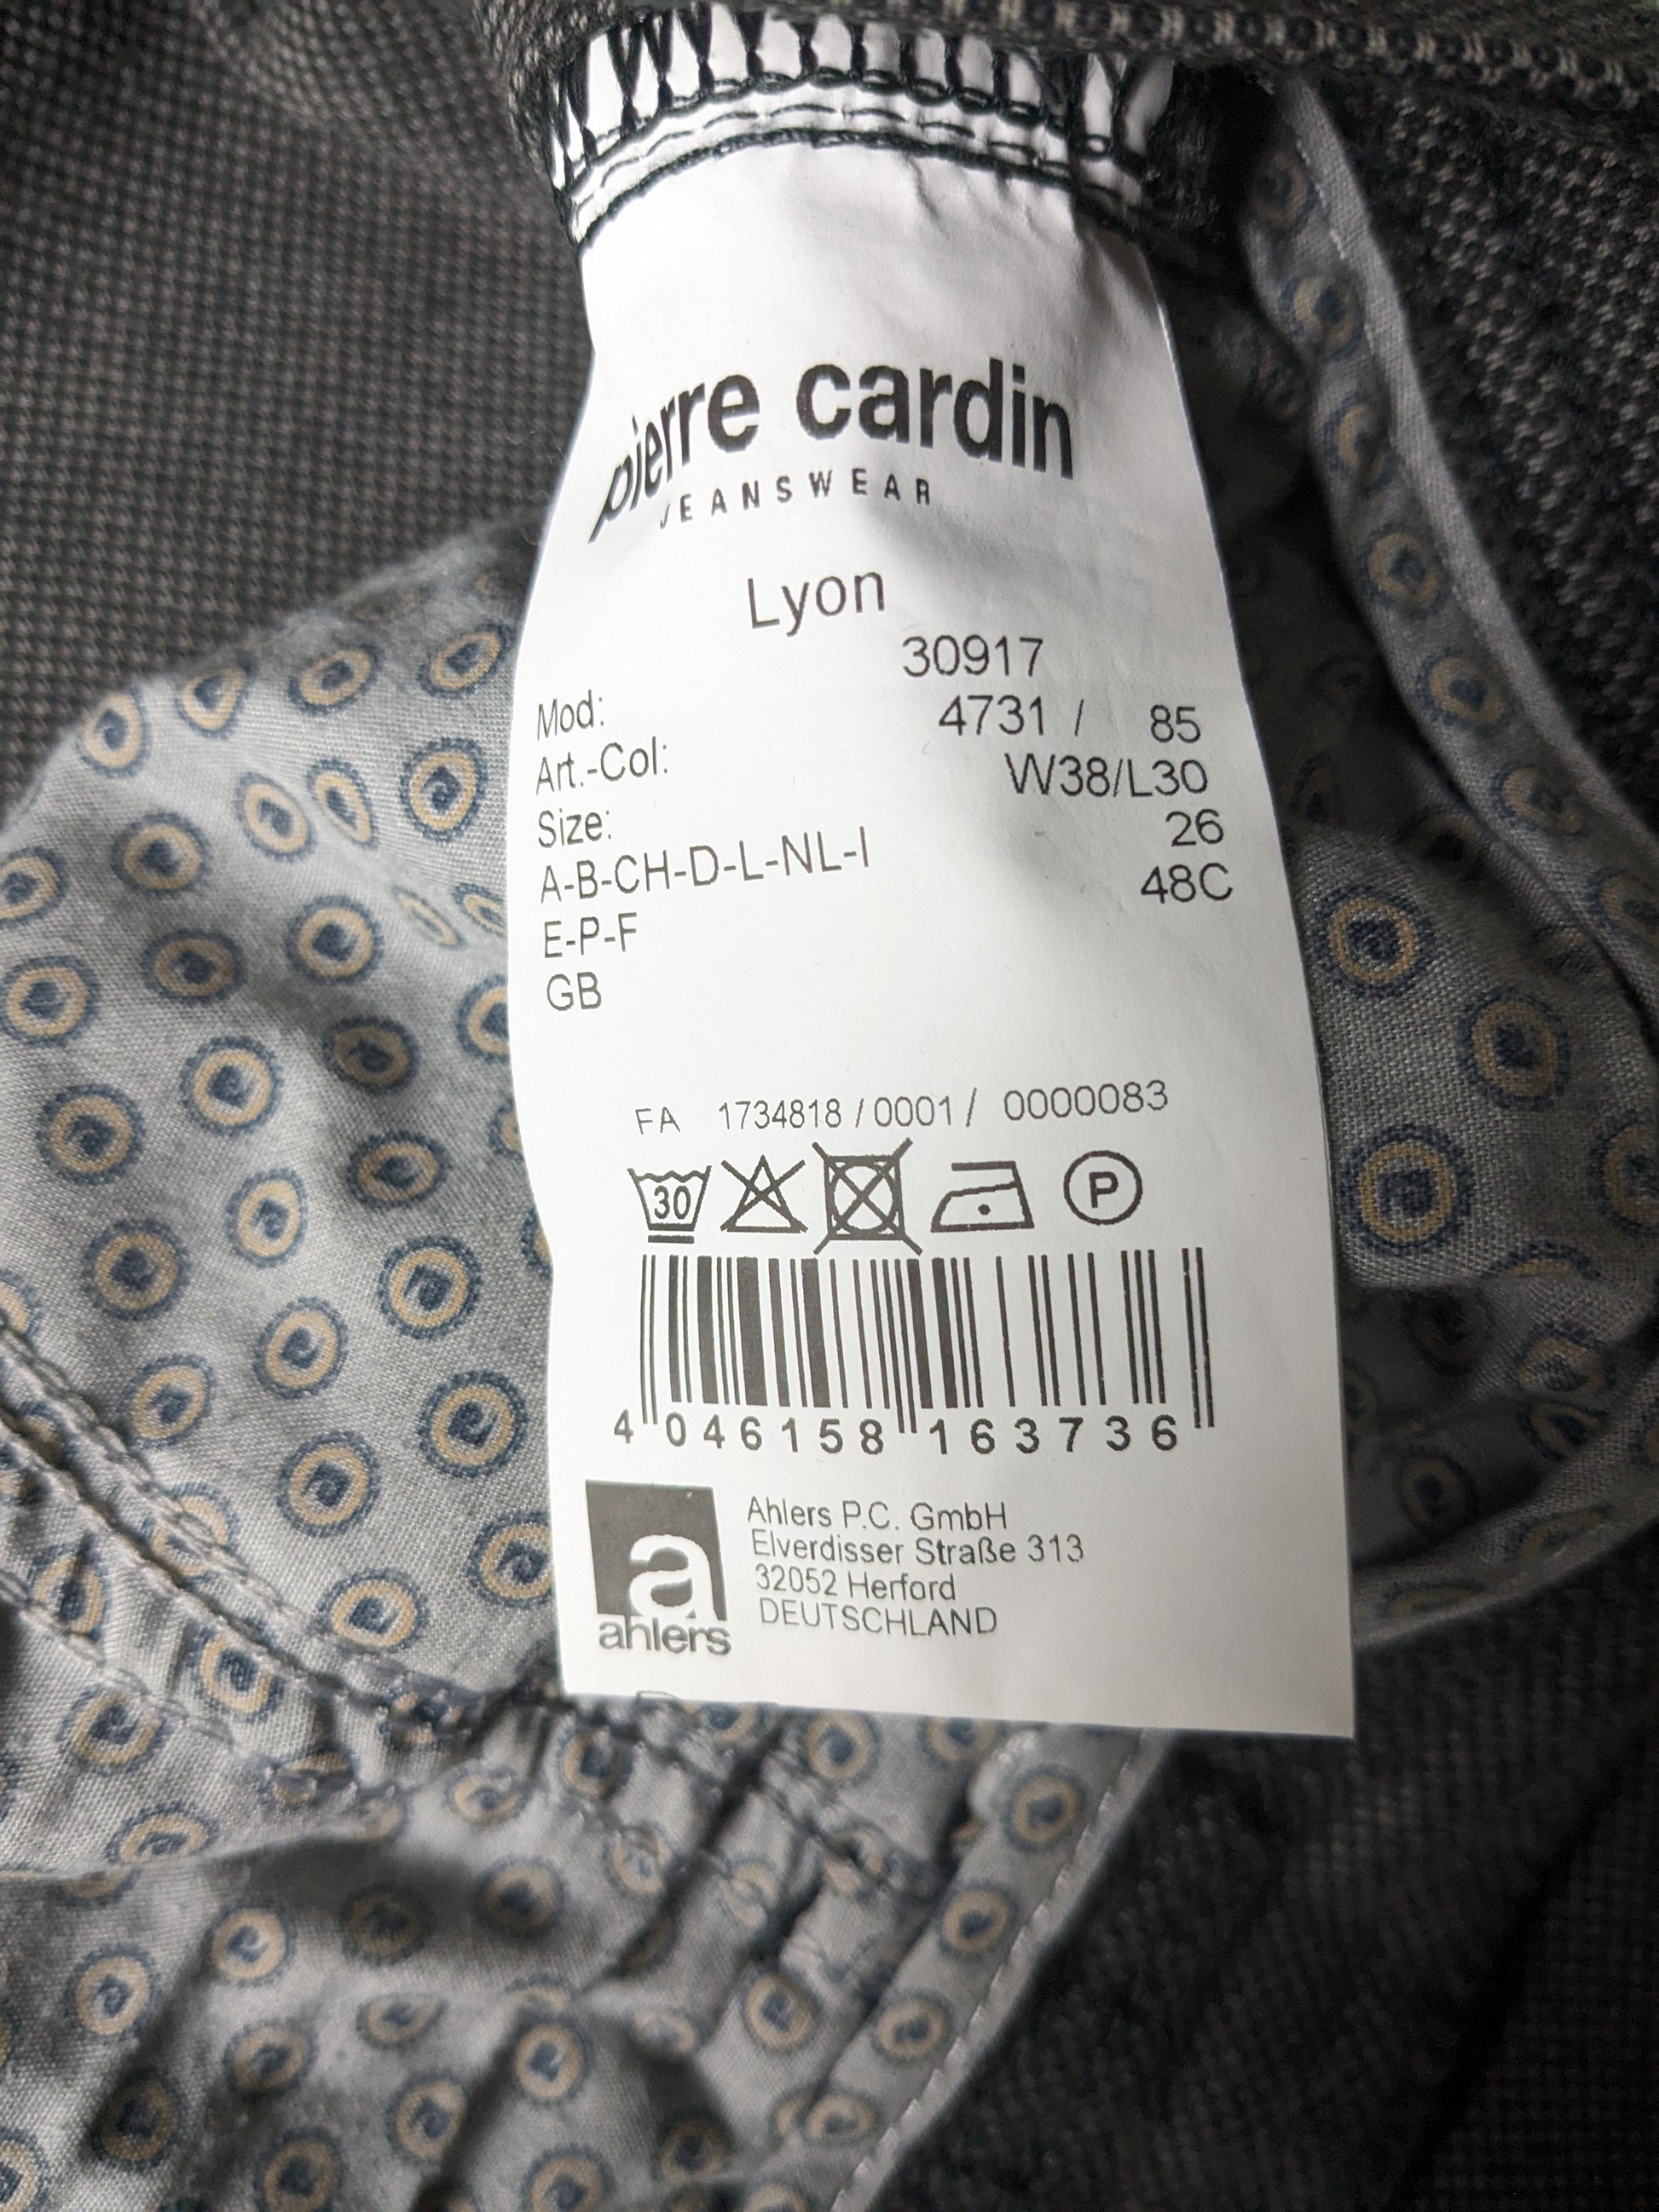 pierre cardin
JEANSWEAR
Lyon
Mod: 30917
Art.-Col: 4731 / 85
Size: W38/L30
A-B-CH-D-L-NL-I 26
E-P-F 48C
GB
FA 1734818 / 0001 / 0000083
30 P
4 046158 163736
a
ahlers
Ahlers P.C. GmbH
Elverdisser Straße 313
32052 Herford
DEUTSCHLAND